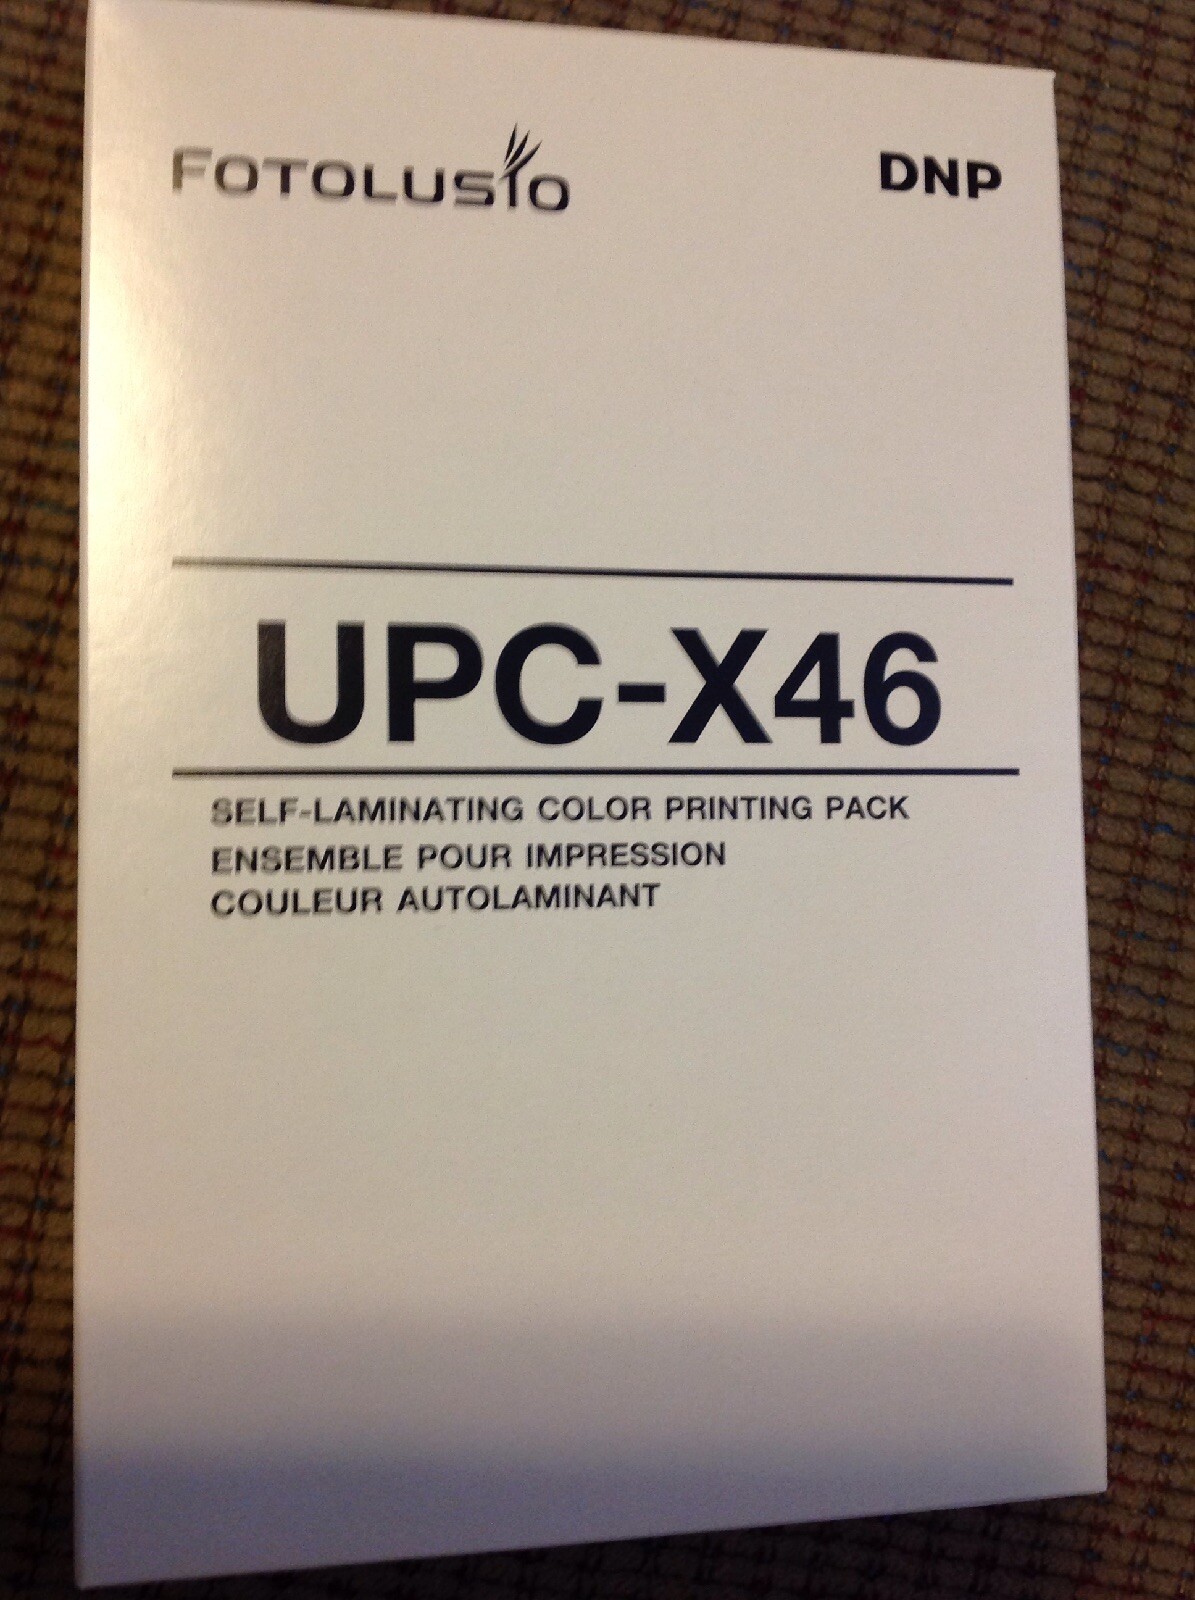 FOTOLUSIO
DNP
UPC-X46
SELF-LAMINATING COLOR PRINTING PACK
ENSEMBLE POUR IMPRESSION
COULEUR AUTOLAMINANT